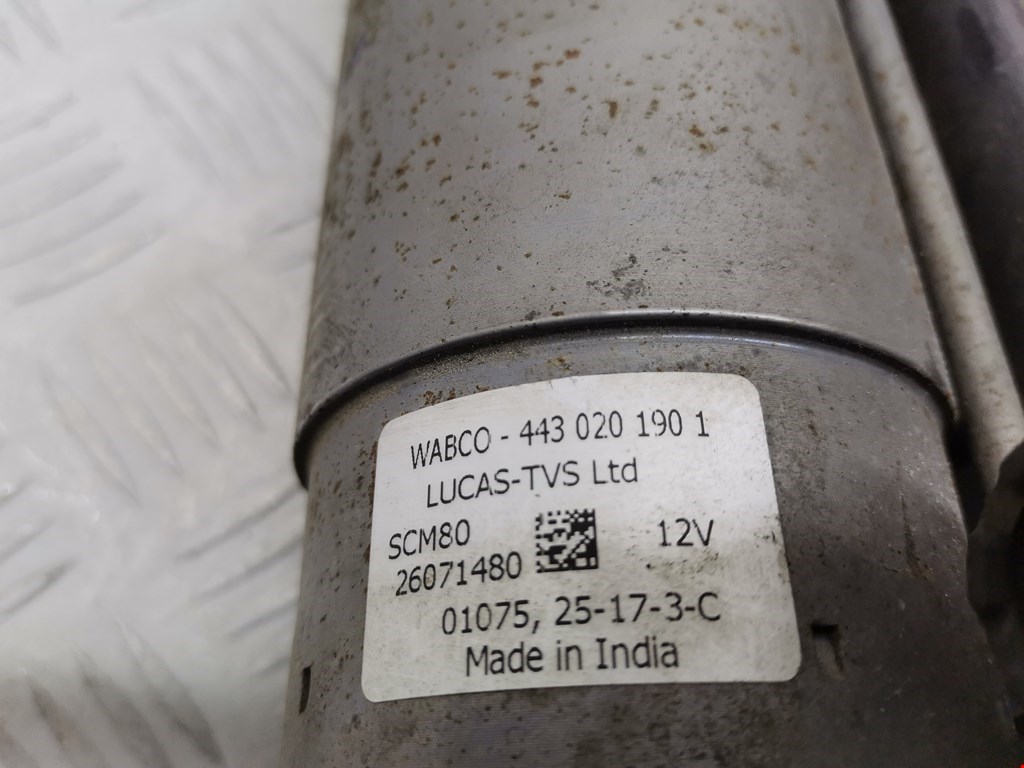 WABCO - 443 020 190 1
LUCAS-TVS Ltd
SCM80
12V
26071480
01075, 25-17-3-C
Made in India